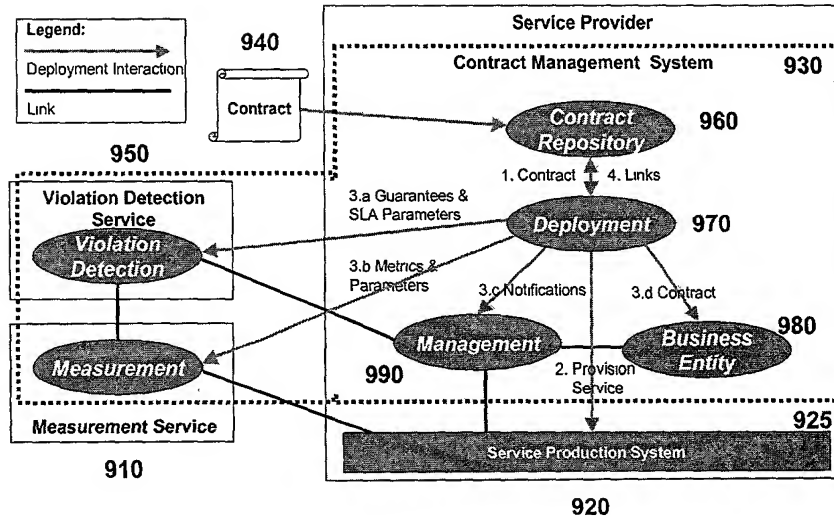 Legend:
Deployment Interaction
Link
940
Contract
Service Provider
Contract Management System
930
Contract
Repository
960
950
1. Contract
4. Links
Violation Detection
Service
3.a Guarantees &
SLA Parameters
Deployment
970
Violation
Detection
3.b Metrics &
Parameters
3.c Notifications
3.d Contract
980
Measurement
Management
Business
Entity
990
2. Provision
Service
Measurement Service
925
Service Production System
910
920